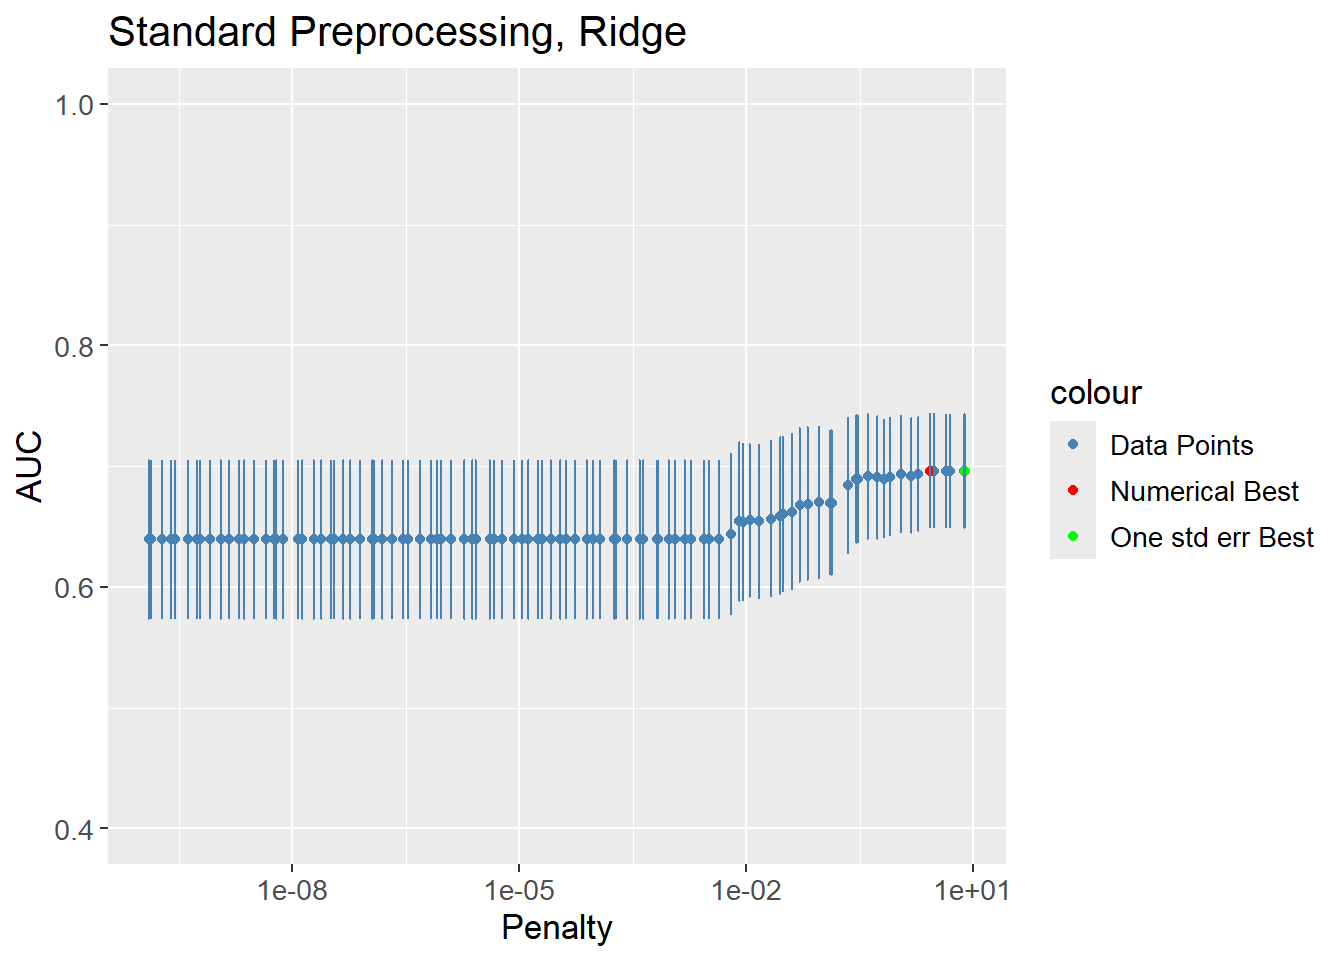 Standard Preprocessing, Ridge
1.0
0.8
0.6
0.4
AUC
1e-08
1e-05
1e-02
1e+01
Penalty
colour
Data Points
Numerical Best
One std err Best